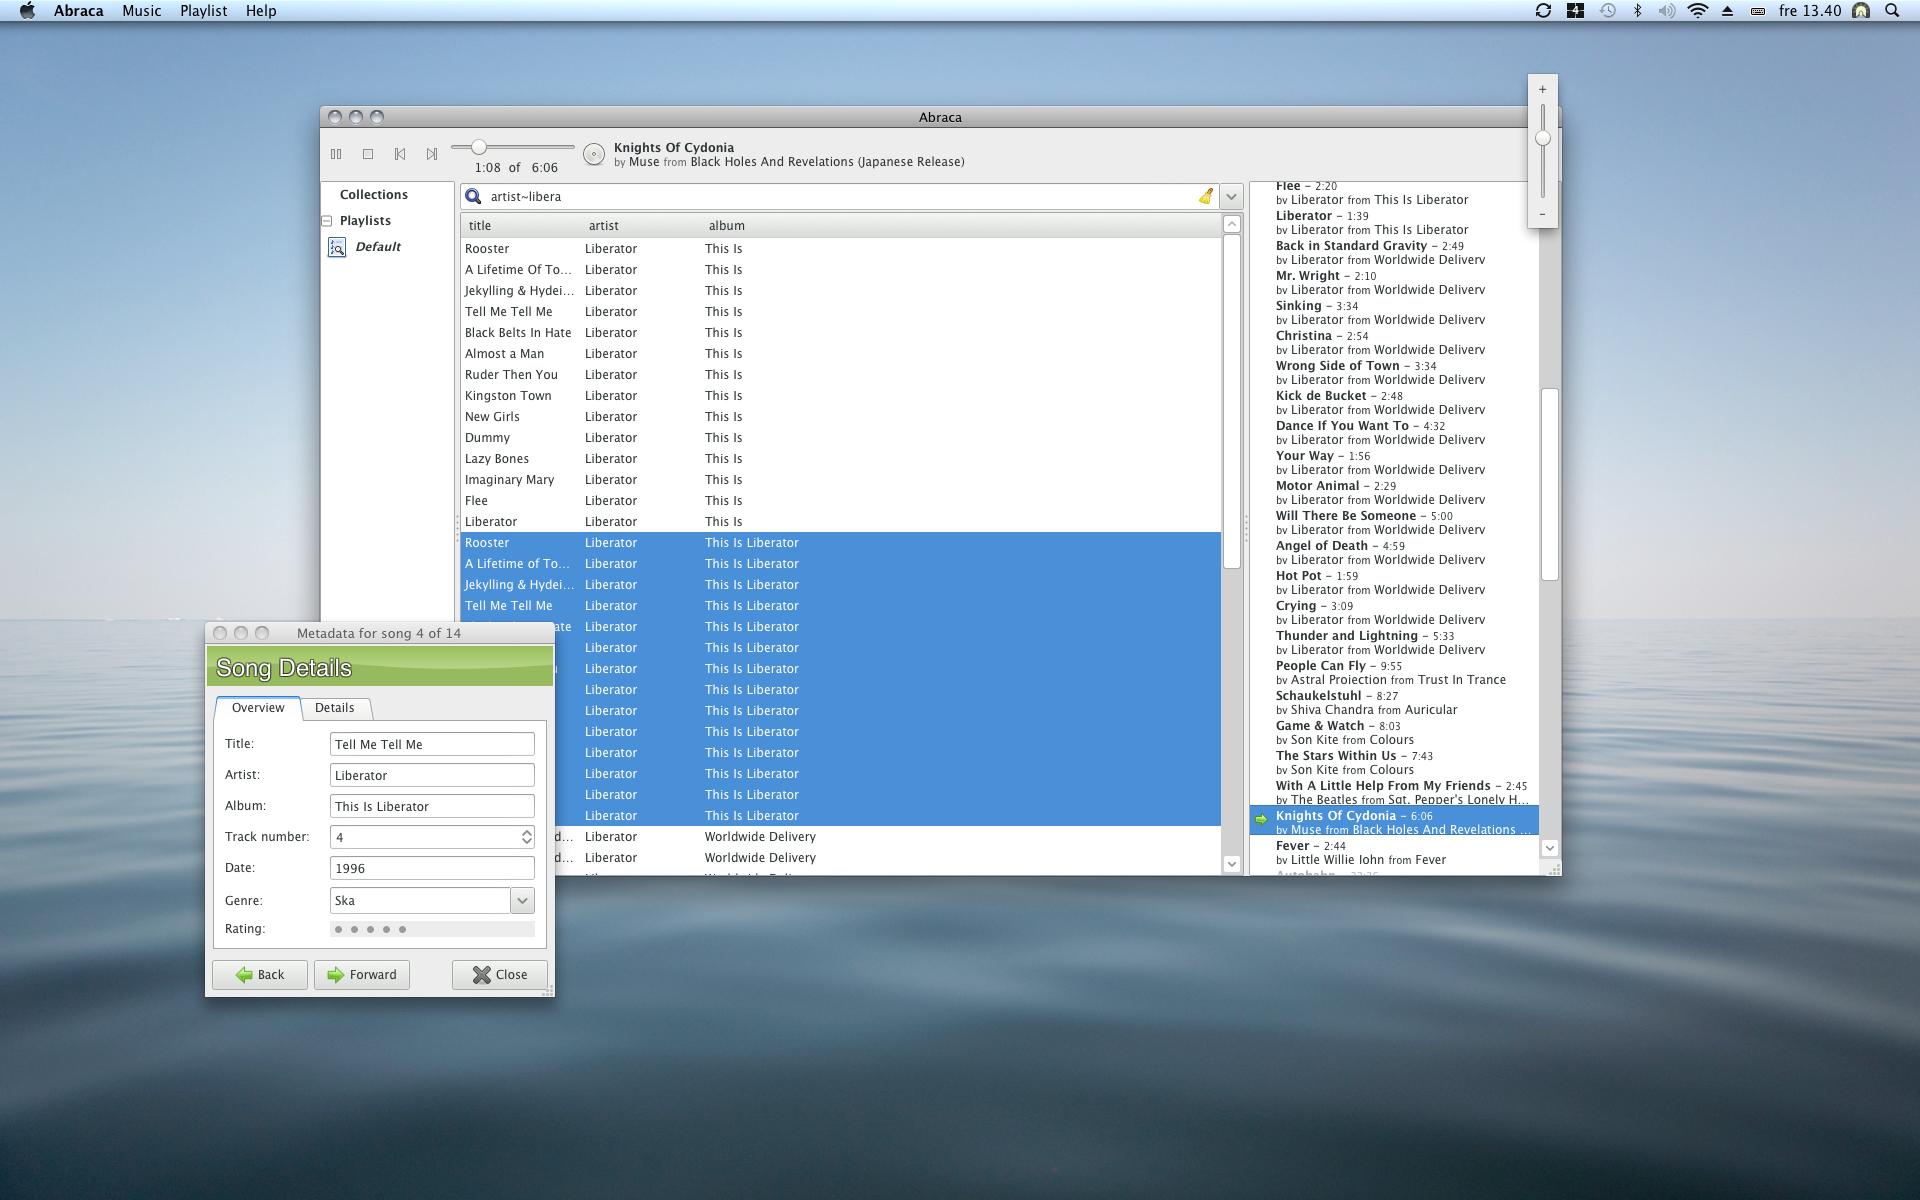 Abraca Music Playlist Help
4 fre 13.40
Abraca
+
-
Knights Of Cydonia
by Muse from Black Holes And Revelations (Japanese Release)
1:08 of 6:06
Collections
Playlists
Default
artist~libera
title artist album
Rooster Liberator This Is
A Lifetime Of To... Liberator This Is
Jekylling & Hydei... Liberator This Is
Tell Me Tell Me Liberator This Is
Black Belts In Hate Liberator This Is
Almost a Man Liberator This Is
Ruder Then You Liberator This Is
Kingston Town Liberator This Is
New Girls Liberator This Is
Dummy Liberator This Is
Lazy Bones Liberator This Is
Imaginary Mary Liberator This Is
Flee Liberator This Is
Liberator Liberator This Is
Rooster Liberator This Is Liberator
A Lifetime of To... Liberator This Is Liberator
Jekylling & Hydei... Liberator This Is Liberator
Tell Me Tell Me Liberator This Is Liberator
ate Liberator This Is Liberator
Liberator This Is Liberator
Liberator This Is Liberator
Liberator This Is Liberator
Liberator This Is Liberator
Liberator This Is Liberator
Liberator This Is Liberator
Liberator This Is Liberator
Liberator This Is Liberator
Liberator This Is Liberator
d... Liberator Worldwide Delivery
d... Liberator Worldwide Delivery
Flee – 2:20
by Liberator from This Is Liberator
Liberator – 1:39
by Liberator from This Is Liberator
Back in Standard Gravity – 2:49
by Liberator from Worldwide Delivery
Mr. Wright – 2:10
by Liberator from Worldwide Delivery
Sinking – 3:34
by Liberator from Worldwide Delivery
Christina – 2:54
by Liberator from Worldwide Delivery
Wrong Side of Town – 3:34
by Liberator from Worldwide Delivery
Kick de Bucket – 2:48
by Liberator from Worldwide Delivery
Dance If You Want To – 4:32
by Liberator from Worldwide Delivery
Your Way – 1:56
by Liberator from Worldwide Delivery
Motor Animal – 2:29
by Liberator from Worldwide Delivery
Will There Be Someone – 5:00
by Liberator from Worldwide Delivery
Angel of Death – 4:59
by Liberator from Worldwide Delivery
Hot Pot – 1:59
by Liberator from Worldwide Delivery
Crying – 3:09
by Liberator from Worldwide Delivery
Thunder and Lightning – 5:33
by Liberator from Worldwide Delivery
People Can Fly – 9:55
by Astral Projection from Trust In Trance
Schaukelstuhl – 8:27
by Shiva Chandra from Auricular
Game & Watch – 8:03
by Son Kite from Colours
The Stars Within Us – 7:43
by Son Kite from Colours
With A Little Help From My Friends – 2:45
by The Beatles from Sgt. Pepper's Lonely H...
Knights Of Cydonia – 6:06
by Muse from Black Holes And Revelations ...
Fever – 2:44
by Little Willie John from Fever
Metadata for song 4 of 14
Song Details
Overview Details
Title: Tell Me Tell Me
Artist: Liberator
Album: This Is Liberator
Track number: 4
Date: 1996
Genre: Ska
Rating:
Back Forward Close